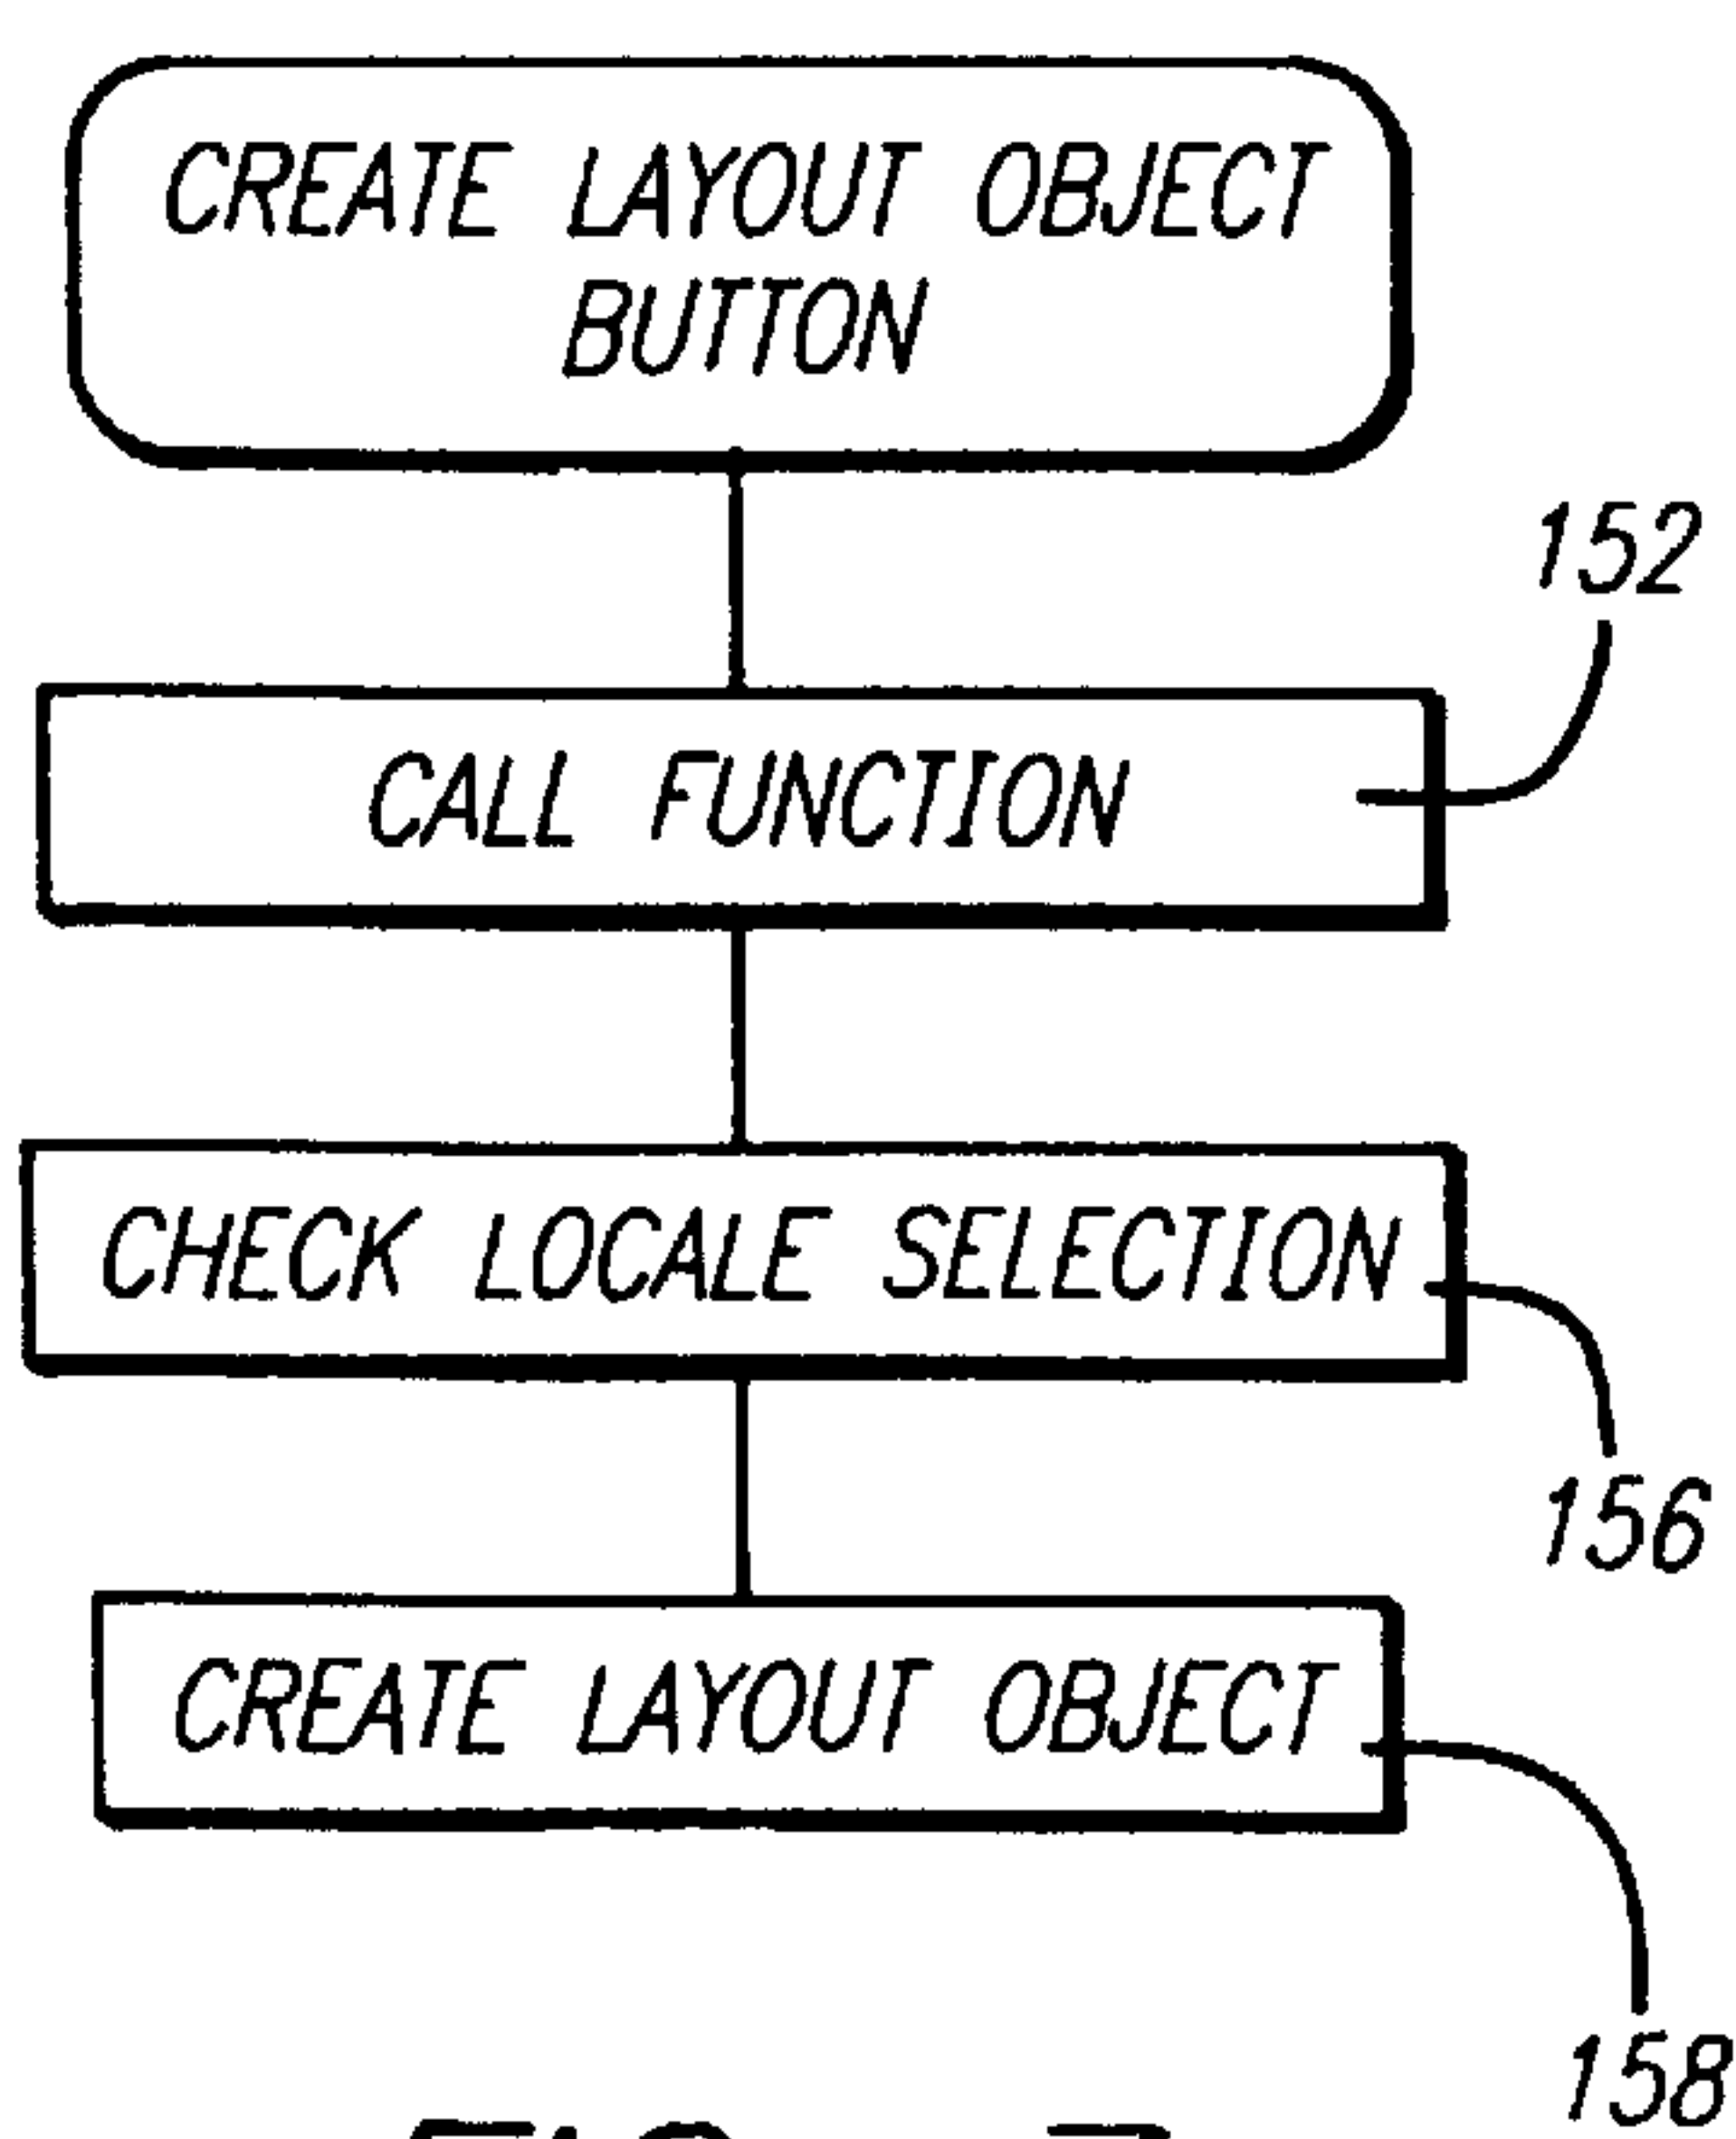 CREATE LAYOUT OBJECT
BUTTON
152
CALL FUNCTION
CHECK LOCALE SELECTION
156
CREATE LAYOUT OBJECT
158